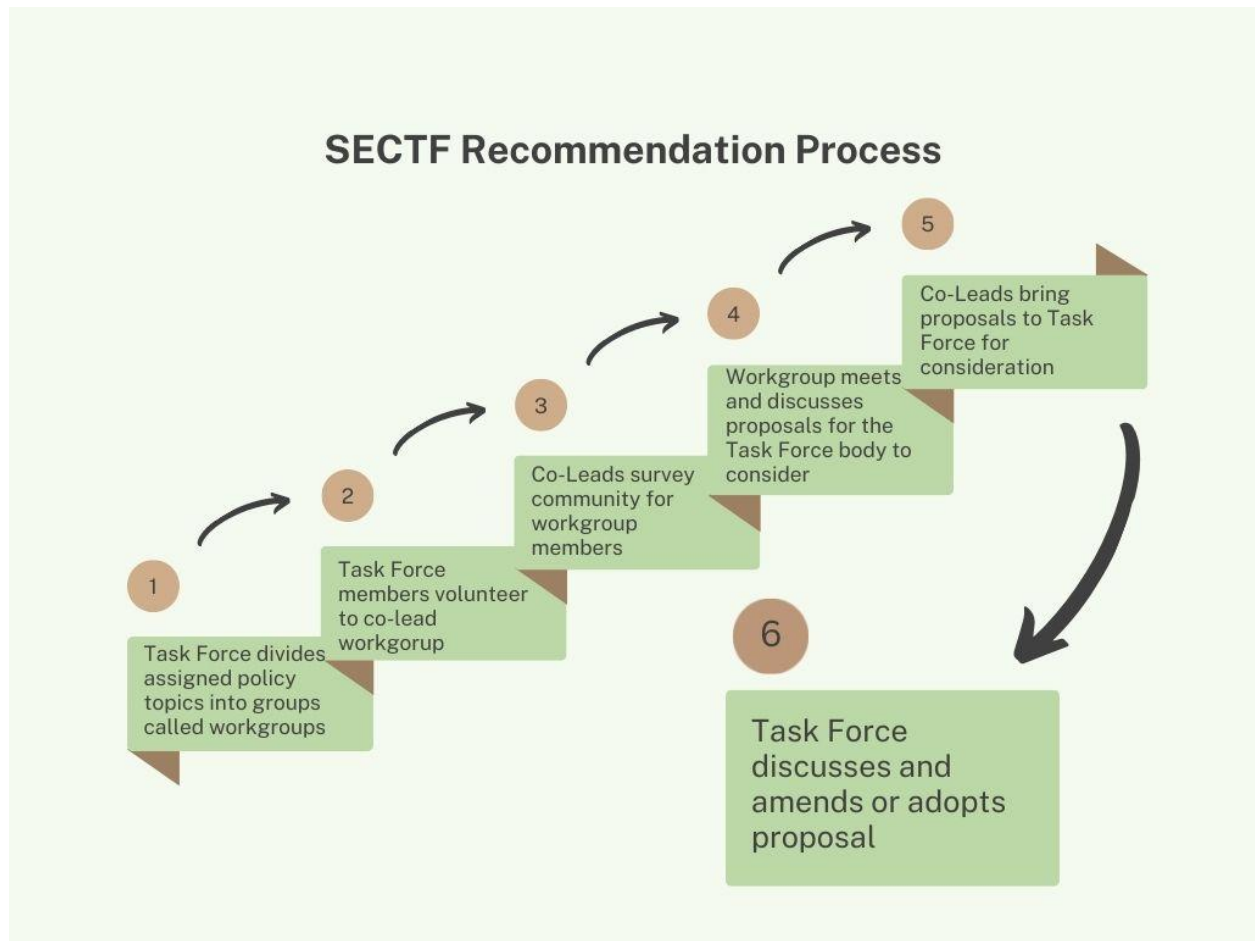 SECTF Recommendation Process
1
Task Force divides
assigned policy
topics into groups
called workgroups
2
Task Force
members volunteer
to co-lead
workgorup
3
Co-Leads survey
community for
workgroup
members
4
Workgroup meets
and discusses
proposals for the
Task Force body to
consider
5
Co-Leads bring
proposals to Task
Force for
consideration
6
Task Force
discusses and
amends or adopts
proposal